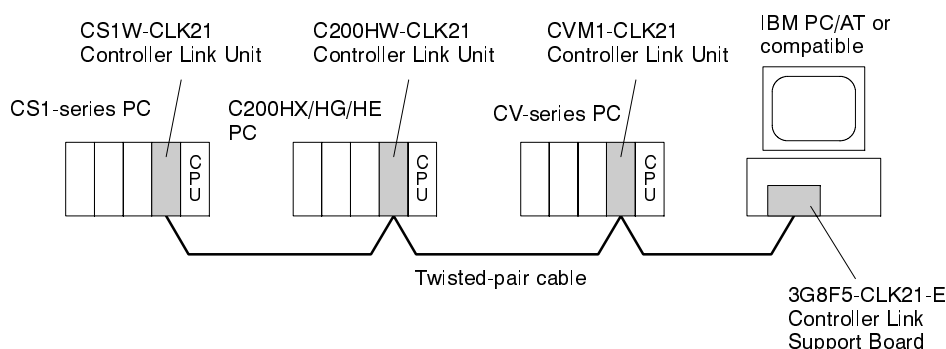 CS1W-CLK21
Controller Link Unit
C200HW-CLK21
Controller Link Unit
CVM1-CLK21
Controller Link Unit
IBM PC/AT or
compatible
CS1-series PC
C200HX/HG/HE
PC
CV-series PC
CPU
CPU
CPU
Twisted-pair cable
3G8F5-CLK21-E
Controller Link
Support Board